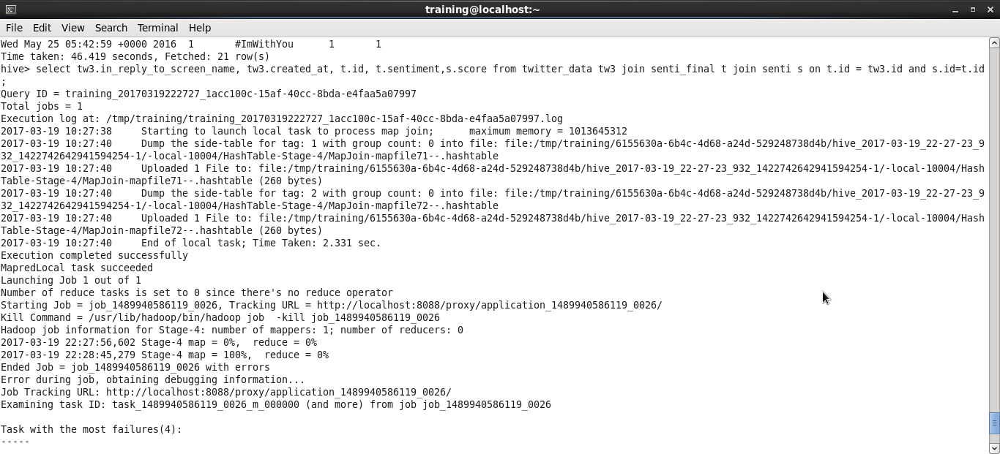 training@localhost:~
File Edit View Search Terminal Help
Wed May 25 05:42:59 +0000 2016  1       #ImWithYou      1       1
Time taken: 46.419 seconds, Fetched: 21 row(s)
hive> select tw3.in_reply_to_screen_name, tw3.created_at, t.id, t.sentiment,s.score from twitter_data tw3 join senti_final t join senti s on t.id = tw3.id and s.id=t.id
;
Query ID = training_20170319222727_1acc100c-15af-40cc-8bda-e4faa5a07997
Total jobs = 1
Execution log at: /tmp/training/training_20170319222727_1acc100c-15af-40cc-8bda-e4faa5a07997.log
2017-03-19 10:27:38     Starting to launch local task to process map join;      maximum memory = 1013645312
2017-03-19 10:27:40     Dump the side-table for tag: 1 with group count: 0 into file: file:/tmp/training/6155630a-6b4c-4d68-a24d-529248738d4b/hive_2017-03-19_22-27-23_9
32_1422742642941594254-1/-local-10004/HashTable-Stage-4/MapJoin-mapfile71--.hashtable
2017-03-19 10:27:40     Uploaded 1 File to: file:/tmp/training/6155630a-6b4c-4d68-a24d-529248738d4b/hive_2017-03-19_22-27-23_932_1422742642941594254-1/-local-10004/Hash
Table-Stage-4/MapJoin-mapfile71--.hashtable (260 bytes)
2017-03-19 10:27:40     Dump the side-table for tag: 2 with group count: 0 into file: file:/tmp/training/6155630a-6b4c-4d68-a24d-529248738d4b/hive_2017-03-19_22-27-23_9
32_1422742642941594254-1/-local-10004/HashTable-Stage-4/MapJoin-mapfile72--.hashtable
2017-03-19 10:27:40     Uploaded 1 File to: file:/tmp/training/6155630a-6b4c-4d68-a24d-529248738d4b/hive_2017-03-19_22-27-23_932_1422742642941594254-1/-local-10004/Hash
Table-Stage-4/MapJoin-mapfile72--.hashtable (260 bytes)
2017-03-19 10:27:40     End of local task; Time Taken: 2.331 sec.
Execution completed successfully
MapredLocal task succeeded
Launching Job 1 out of 1
Number of reduce tasks is set to 0 since there's no reduce operator
Starting Job = job_1489940586119_0026, Tracking URL = http://localhost:8088/proxy/application_1489940586119_0026/
Kill Command = /usr/lib/hadoop/bin/hadoop job  -kill job_1489940586119_0026
Hadoop job information for Stage-4: number of mappers: 1; number of reducers: 0
2017-03-19 22:27:56,602 Stage-4 map = 0%,  reduce = 0%
2017-03-19 22:28:45,279 Stage-4 map = 100%,  reduce = 0%
Ended Job = job_1489940586119_0026 with errors
Error during job, obtaining debugging information...
Job Tracking URL: http://localhost:8088/proxy/application_1489940586119_0026/
Examining task ID: task_1489940586119_0026_m_000000 (and more) from job job_1489940586119_0026
Task with the most failures(4):
-----